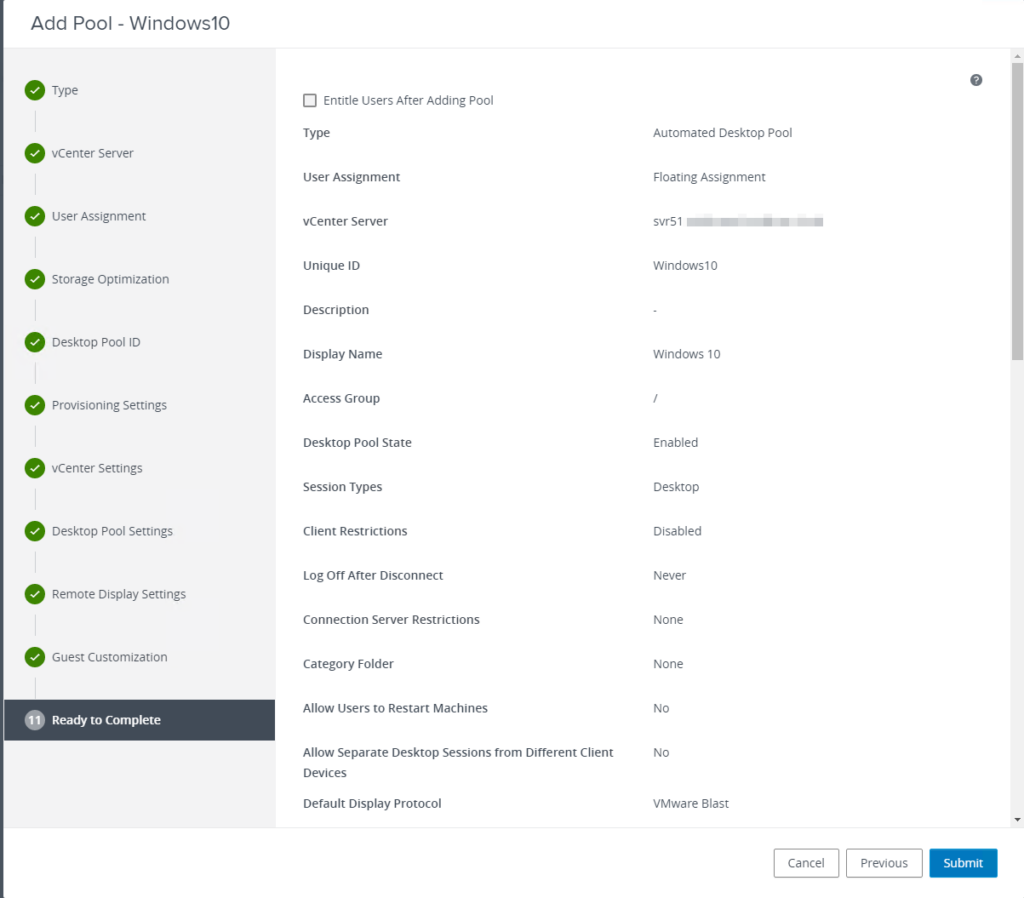 Add Pool - Windows10
Type
vCenter Server
User Assignment
Storage Optimization
Desktop Pool ID
Provisioning Settings
vCenter Settings
Desktop Pool Settings
Remote Display Settings
Guest Customization
11 Ready to Complete
?
Entitle Users After Adding Pool
Type Automated Desktop Pool
User Assignment Floating Assignment
vCenter Server svr51
Unique ID Windows10
Description -
Display Name Windows 10
Access Group /
Desktop Pool State Enabled
Session Types Desktop
Client Restrictions Disabled
Log Off After Disconnect Never
Connection Server Restrictions None
Category Folder None
Allow Users to Restart Machines No
Allow Separate Desktop Sessions from Different Client No
Devices
Default Display Protocol VMware Blast
Cancel Previous Submit